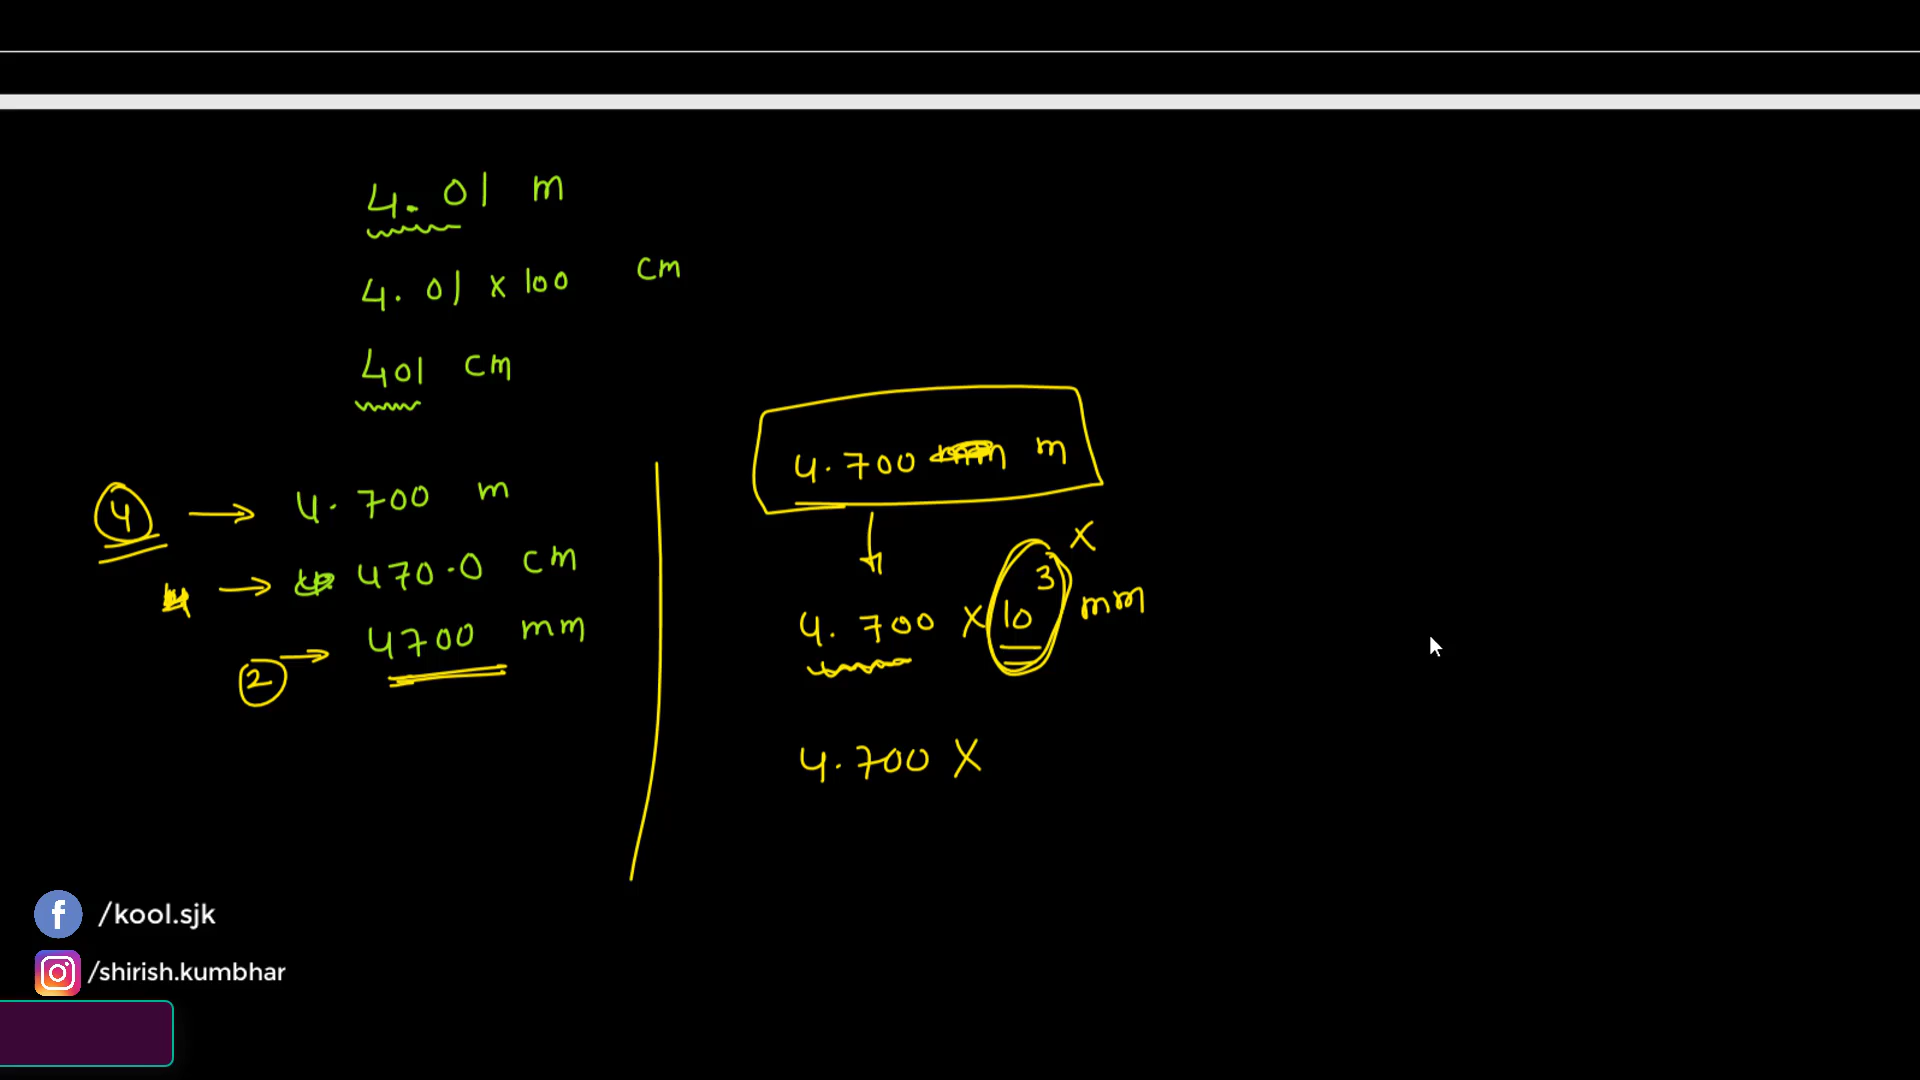 4.01 m
4.01 x 100 cm
401 cm
4 → 4.700 m
→ 470.0 cm
2 → 4700 mm
4.700 m
4.700 x 10³ mm
x
4.700 x
/kool.sjk
/shirish.kumbhar